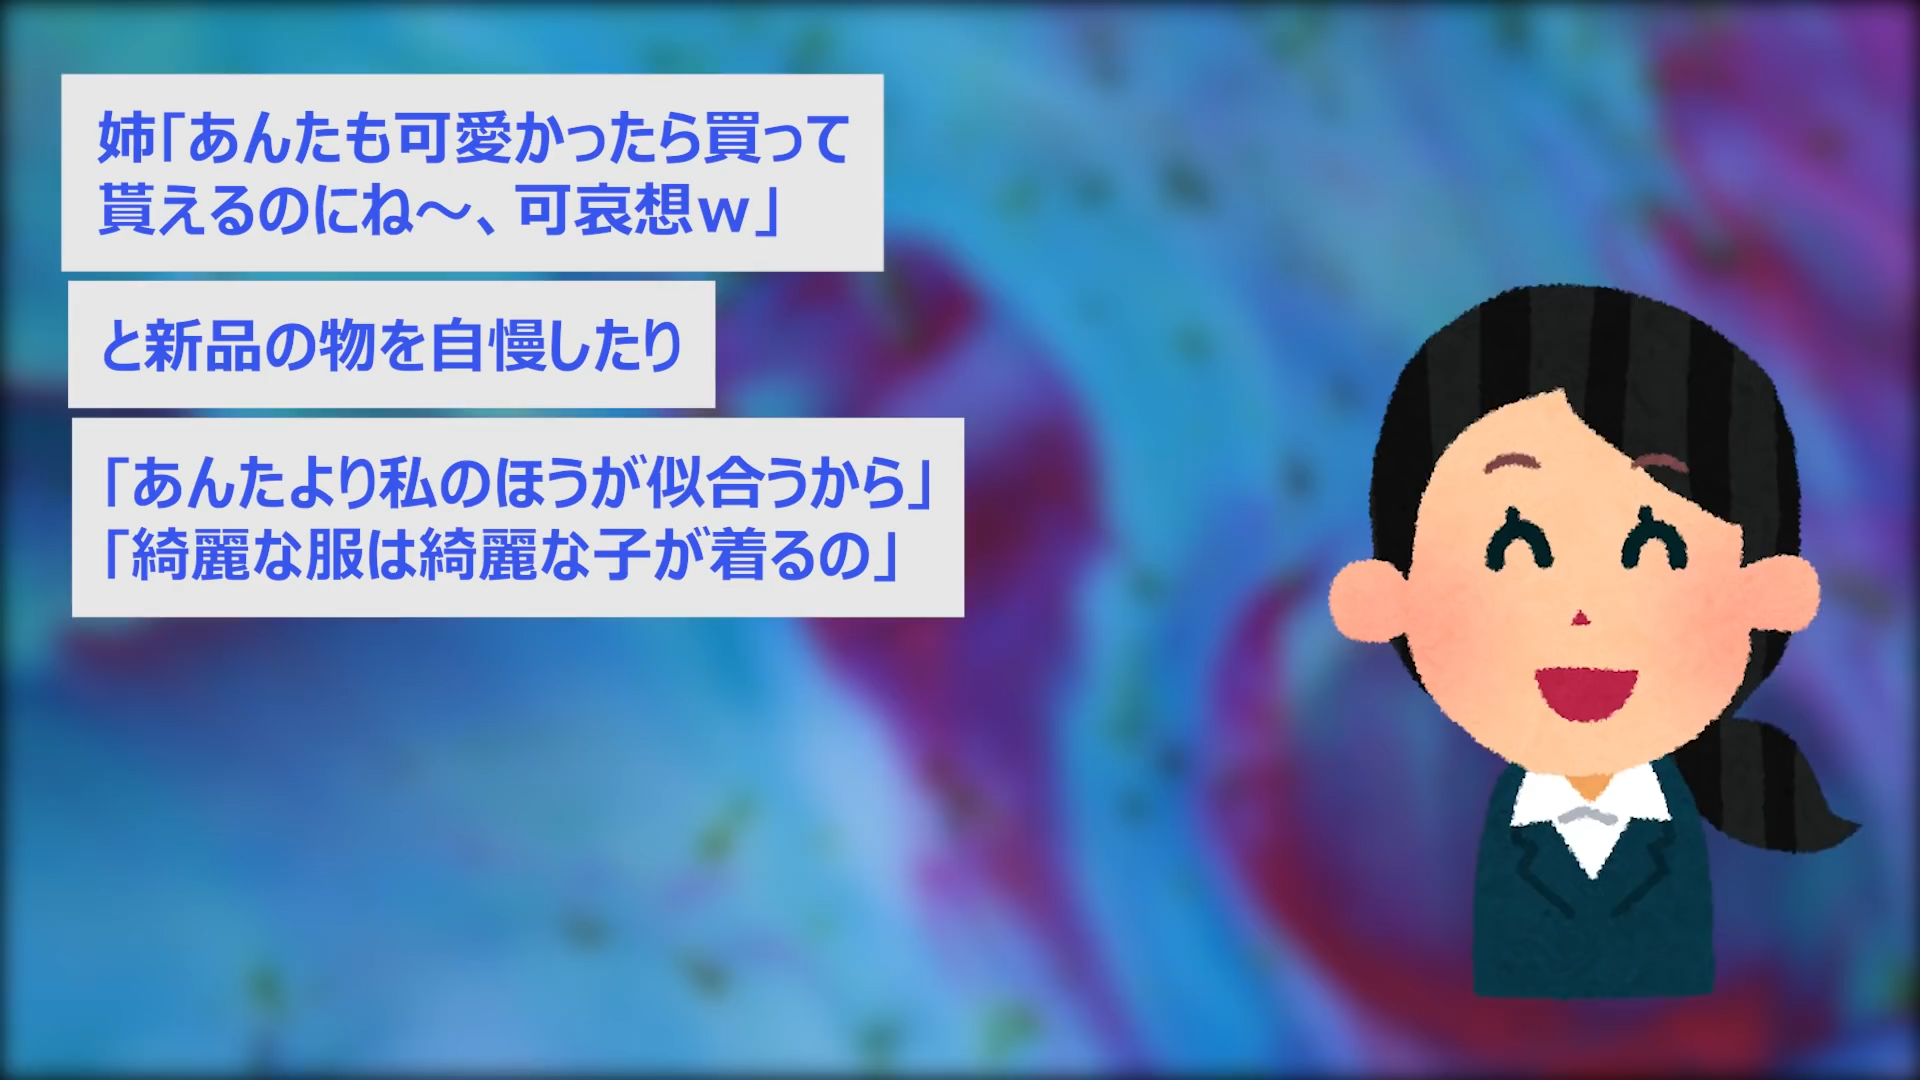 姉「あんたも可愛かったら買って
貰えるのにね～、可哀想ｗ」
と新品の物を自慢したり
「あんたより私のほうが似合うから」
「綺麗な服は綺麗な子が着るの」